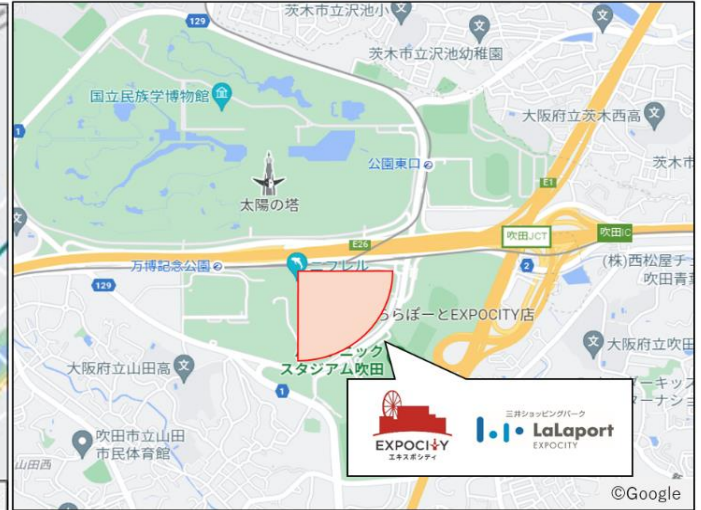 129
茨木市立沢池小
茨木市立沢池幼稚園
国立民族学博物館
大阪府立茨木西高
茨木市
公園東口
1
太陽の塔
E1
吹田JCT
吹田IC
E26
万博記念公園
ニフレル
2
(株)西松屋チ
吹田青
129
ららぽーとEXPOCITY店
大阪府立山田高
スタジアム吹田
大阪府立吹田
1
吹田市立山田
市民体育館
山田西
EXPOCITY
エキスポシティ
三井ショッピングパーク
LaLaport
EXPOCITY
©Google